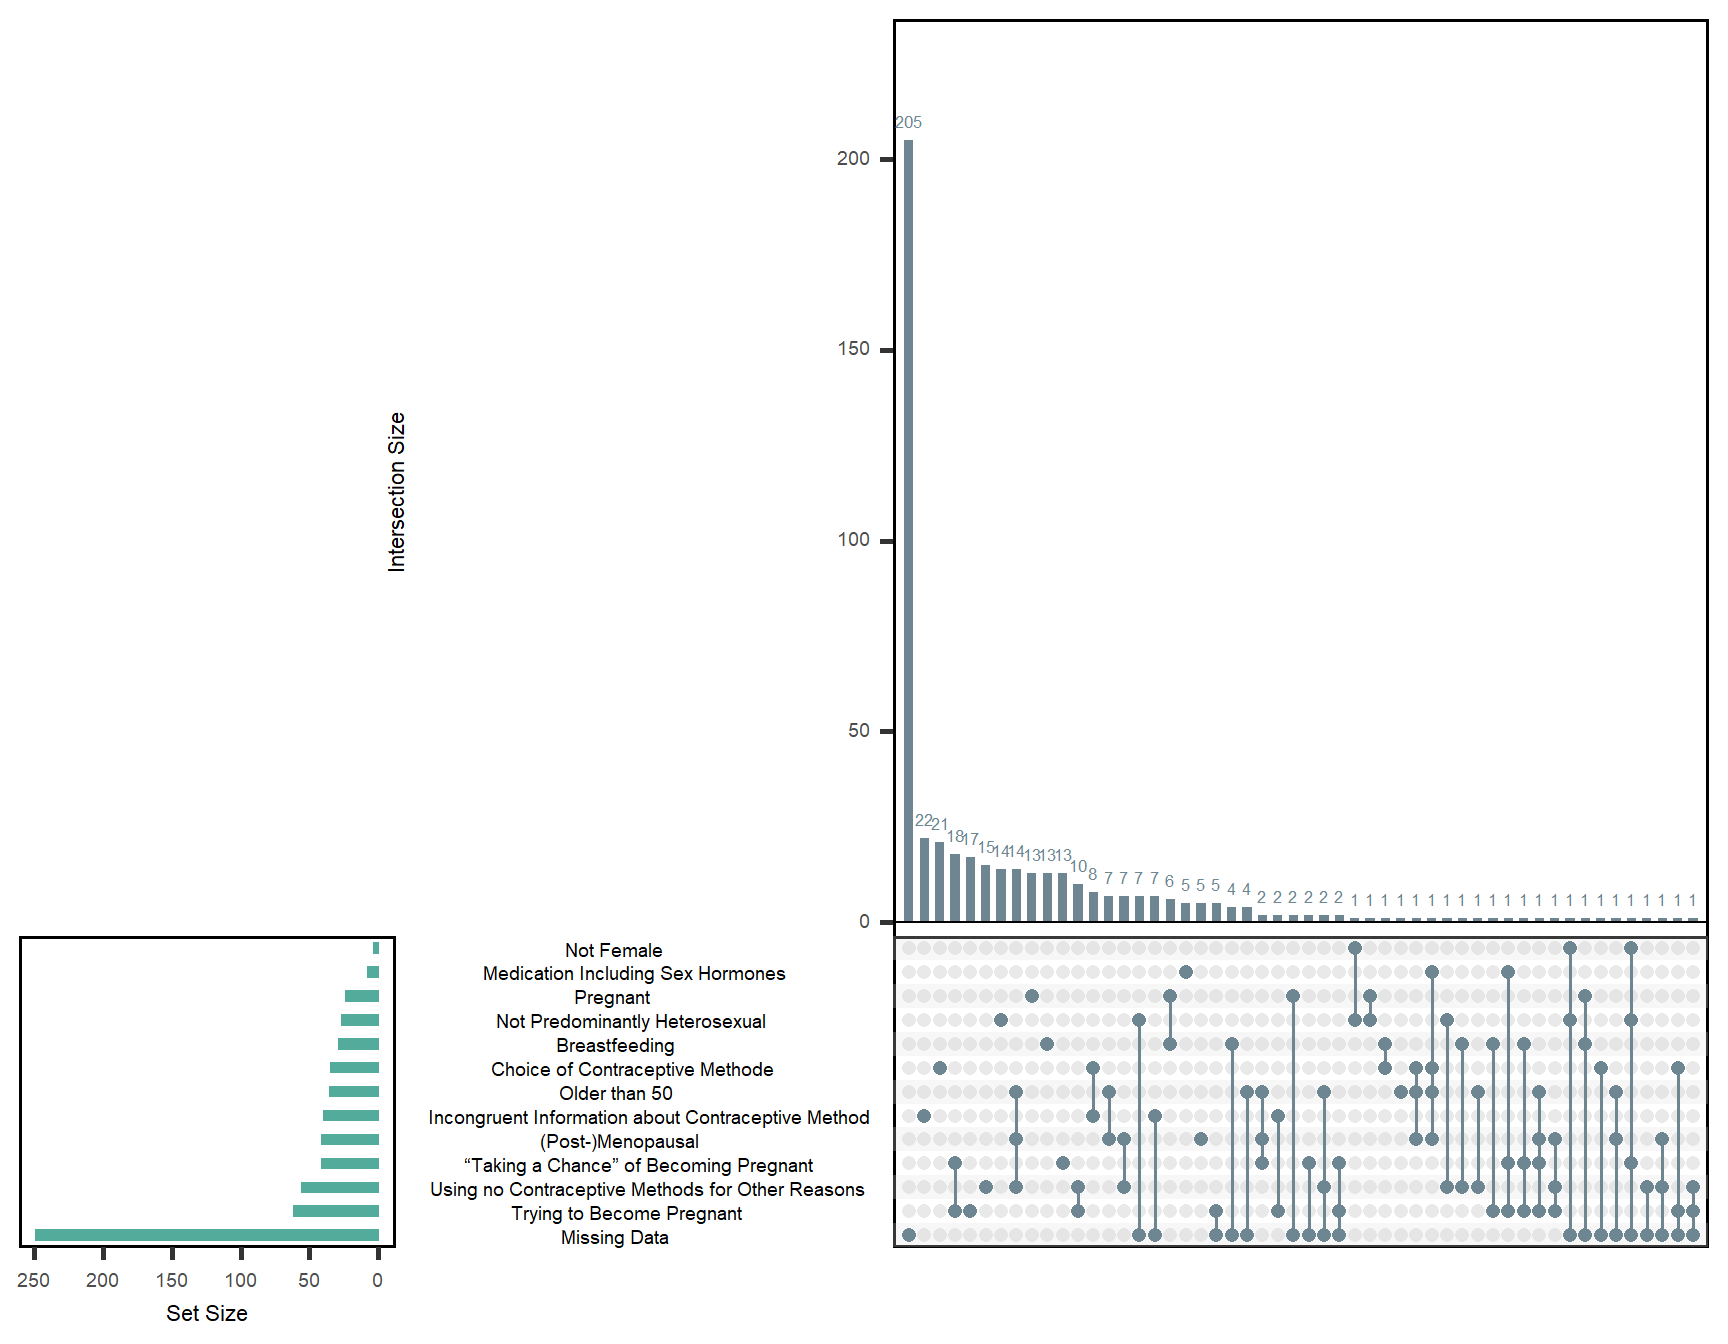 205
200
150
100
50
0
22 21 18 17 15 14 14 13 13 13 10 8 7 7 7 7 6 5 5 5 4 4 2 2 2 2 2 2 1 1 1 1 1 1 1 1 1 1 1 1 1 1 1 1 1 1 1 1 1 1 1
Intersection Size
Not Female
Medication Including Sex Hormones
Pregnant
Not Predominantly Heterosexual
Breastfeeding
Choice of Contraceptive Methode
Older than 50
Incongruent Information about Contraceptive Method
(Post-)Menopausal
“Taking a Chance” of Becoming Pregnant
Using no Contraceptive Methods for Other Reasons
Trying to Become Pregnant
Missing Data
250 200 150 100 50 0
Set Size